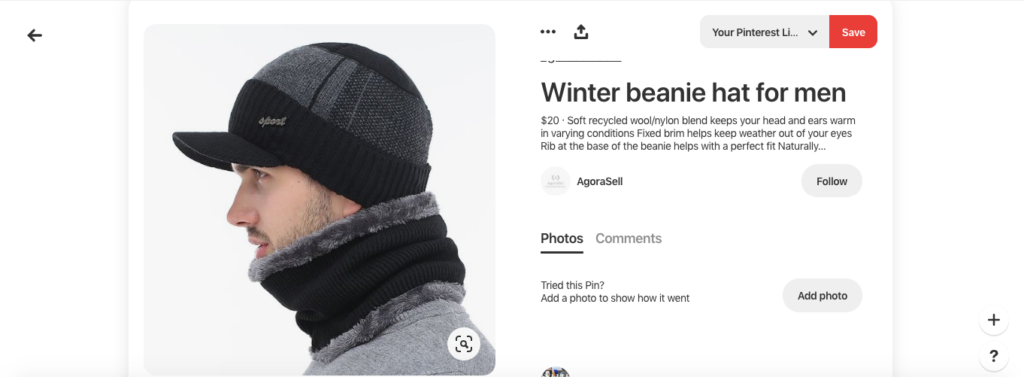 Your Pinterest Li...
Save
Winter beanie hat for men
$20 · Soft recycled wool/nylon blend keeps your head and ears warm
in varying conditions Fixed brim helps keep weather out of your eyes
Rib at the base of the beanie helps with a perfect fit Naturally...
sport
AgoraSell
Follow
Photos
Comments
Tried this Pin?
Add a photo to show how it went
Add photo
+
?